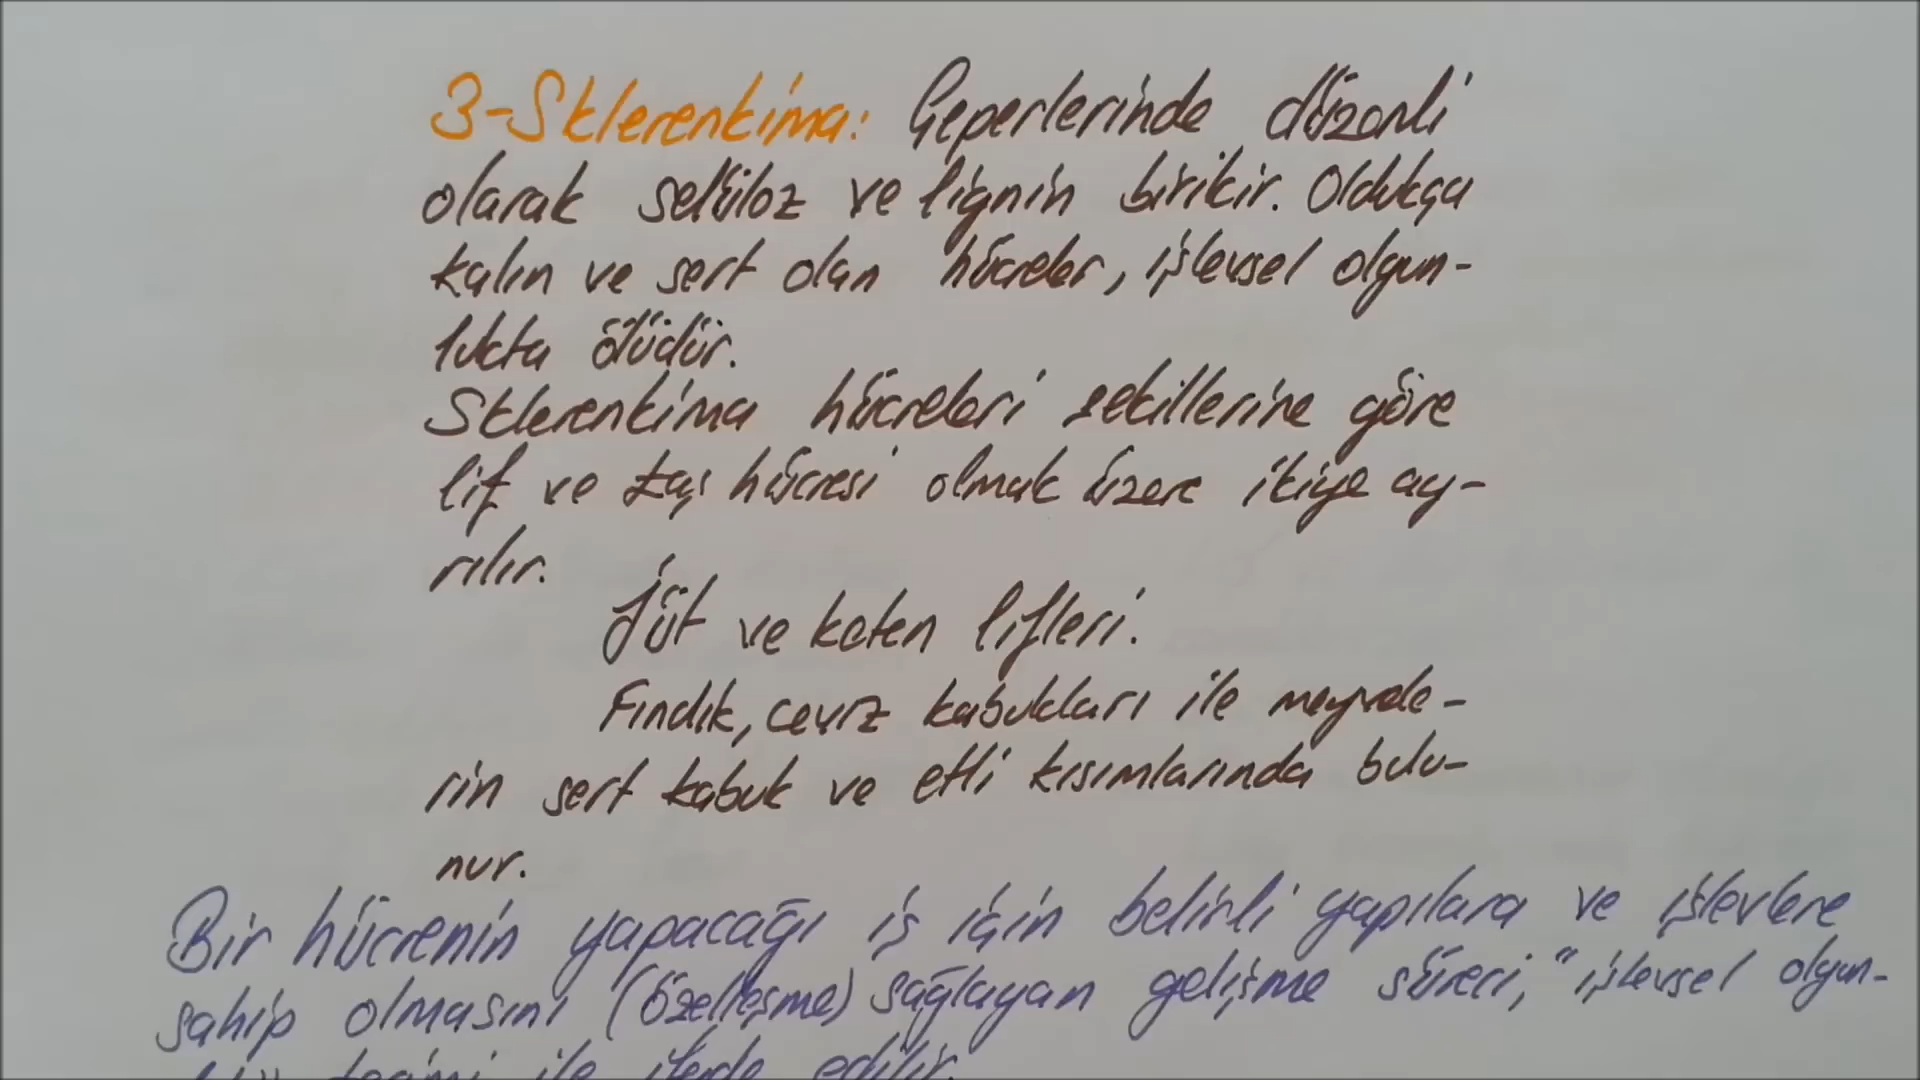 3-Sklerenkima: Çeperlerinde düzenli
olarak selüloz ve lignin birikir. Oldukça
kalın ve sert olan hücreler, işlevsel olgun-
lukta ölüdür.
Sklerenkima hücreleri şekillerine göre
lif ve taş hücresi olmak üzere ikiye ay-
rılır.
Jüt ve keten lifleri.
Fındık, ceviz kabukları ile meyvele-
rin sert kabuk ve etli kısımlarında bulu-
nur.
Bir hücrenin yapacağı iş için belirli yapılara ve işlevlere
sahip olmasını (özelleşme) sağlayan gelişme süreci, "işlevsel olgun-
ile ifade edilir.